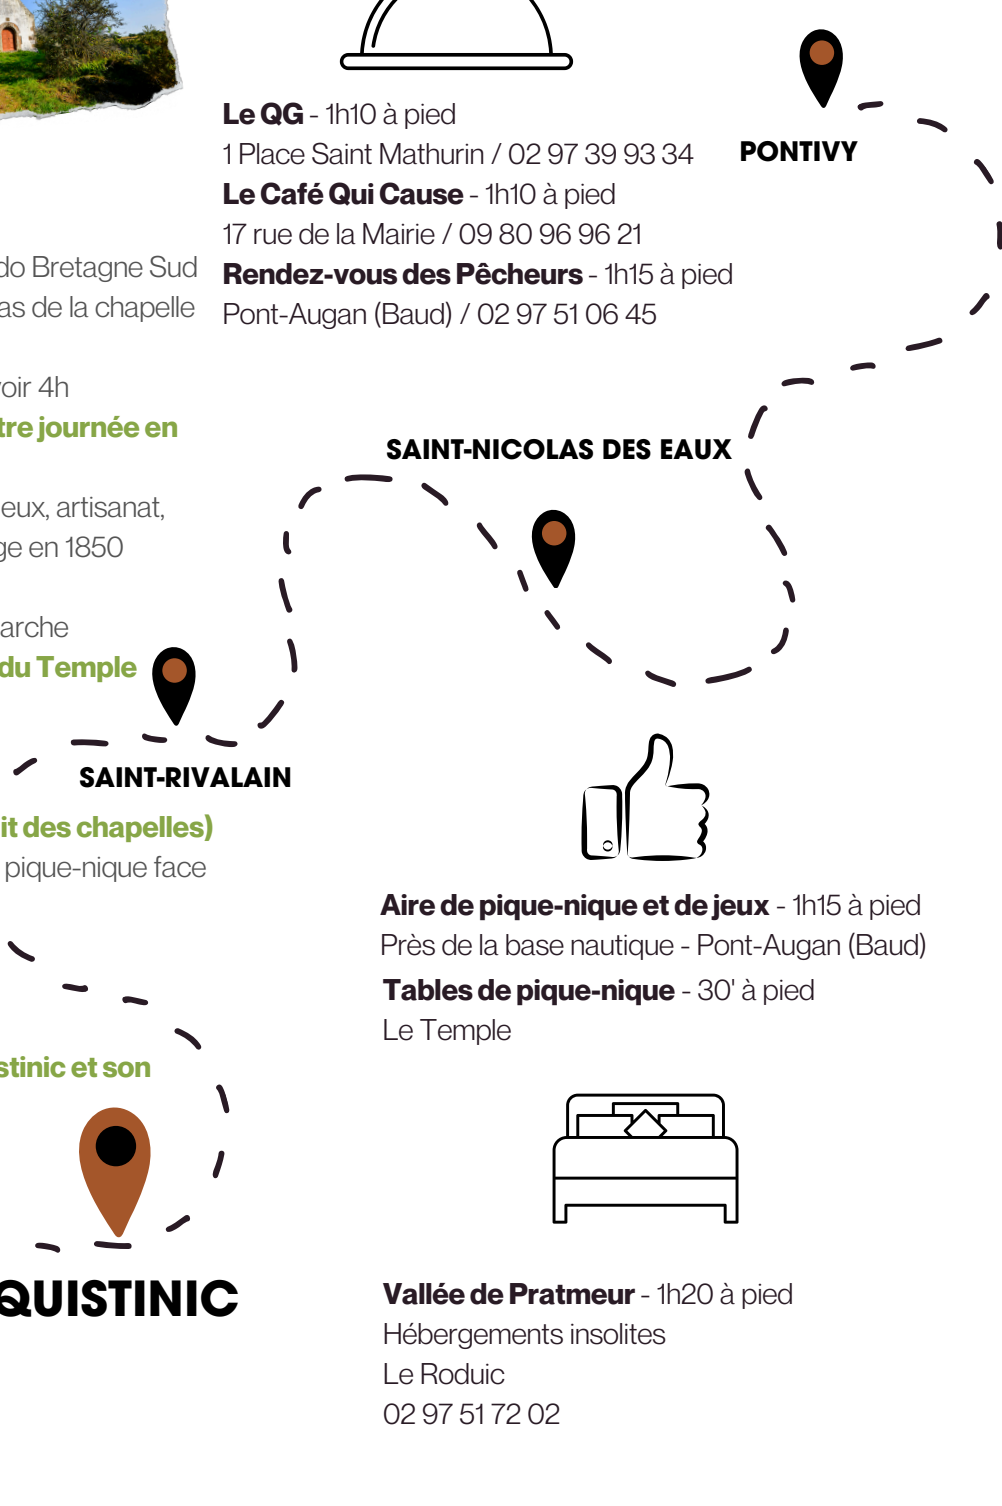 Le QG - 1h10 à pied
1 Place Saint Mathurin / 02 97 39 93 34
Le Café Qui Cause - 1h10 à pied
17 rue de la Mairie / 09 80 96 96 21
Rendez-vous des Pêcheurs - 1h15 à pied
Pont-Augan (Baud) / 02 97 51 06 45
PONTIVY
do Bretagne Sud
as de la chapelle
oir 4h
tre journée en
eux, artisanat,
ge en 1850
arche
du Temple
SAINT-NICOLAS DES EAUX
SAINT-RIVALAIN
it des chapelles)
pique-nique face
stinic et son
QUISTINIC
Aire de pique-nique et de jeux - 1h15 à pied
Près de la base nautique - Pont-Augan (Baud)
Tables de pique-nique - 30' à pied
Le Temple
Vallée de Pratmeur - 1h20 à pied
Hébergements insolites
Le Roduic
02 97 51 72 02